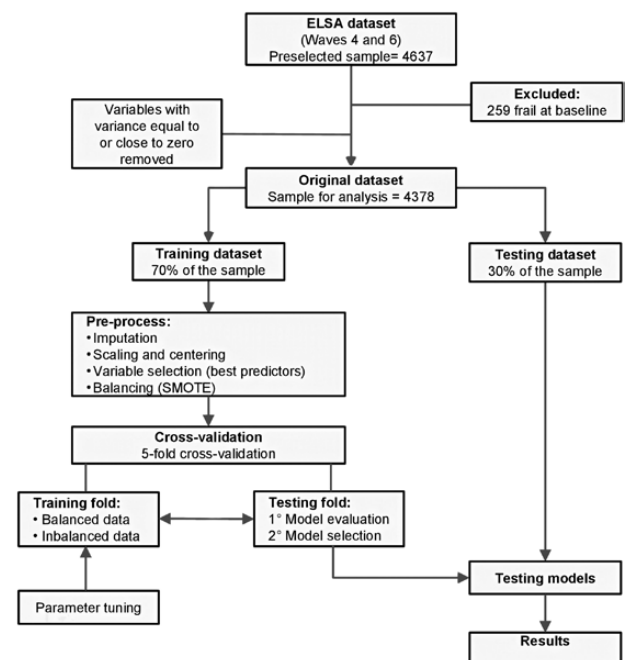 ELSA dataset
(Waves 4 and 6)
Preselected sample= 4637
Excluded:
259 frail at baseline
Variables with
variance equal to
or close to zero
removed
Original dataset
Sample for analysis = 4378
Training dataset
70% of the sample
Testing dataset
30% of the sample
Pre-process:
• Imputation
• Scaling and centering
• Variable selection (best predictors)
• Balancing (SMOTE)
Cross-validation
5-fold cross-validation
Training fold:
• Balanced data
• Inbalanced data
Testing fold:
1° Model evaluation
2° Model selection
Parameter tuning
Testing models
Results